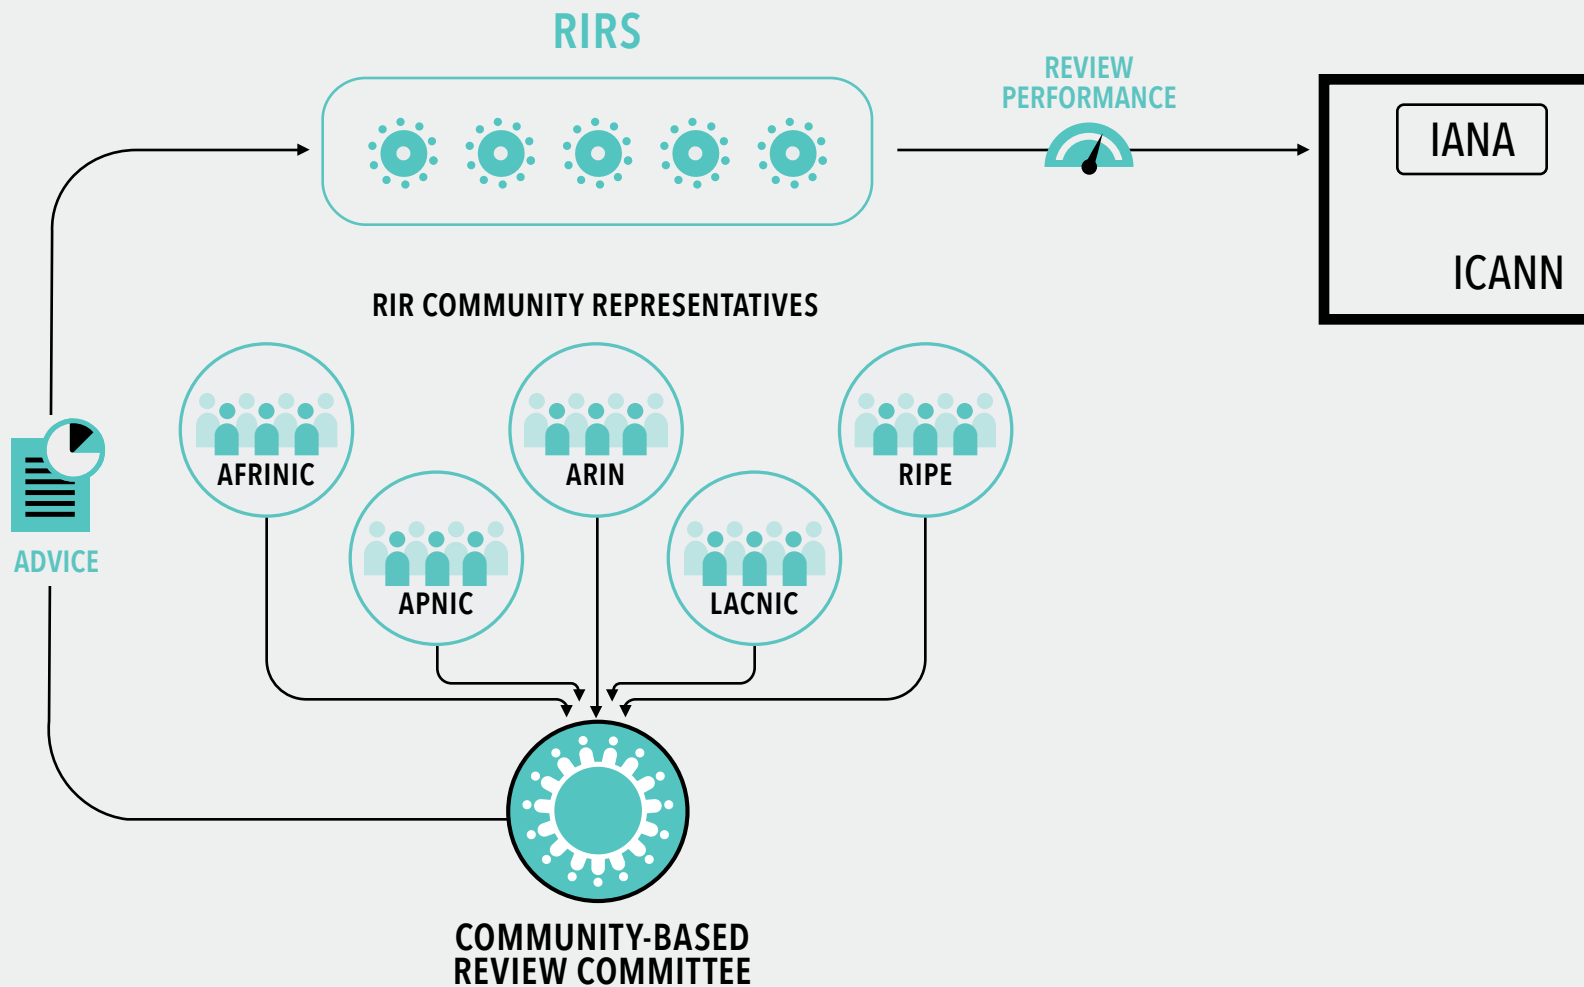 RIRS
REVIEW
PERFORMANCE
IANA
ICANN
RIR COMMUNITY REPRESENTATIVES
AFRINIC
ARIN
RIPE
APNIC
LACNIC
ADVICE
COMMUNITY-BASED
REVIEW COMMITTEE